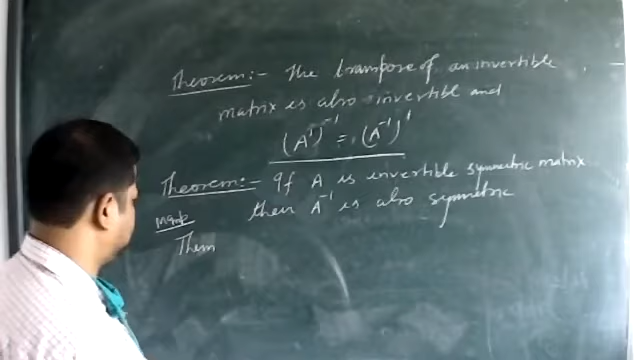 Theorem:- The transpose of an invertible
matrix is also invertible and
(A')⁻¹ = (A⁻¹)'
Theorem:- If A is invertible symmetric matrix
then A⁻¹ is also symmetric
Them